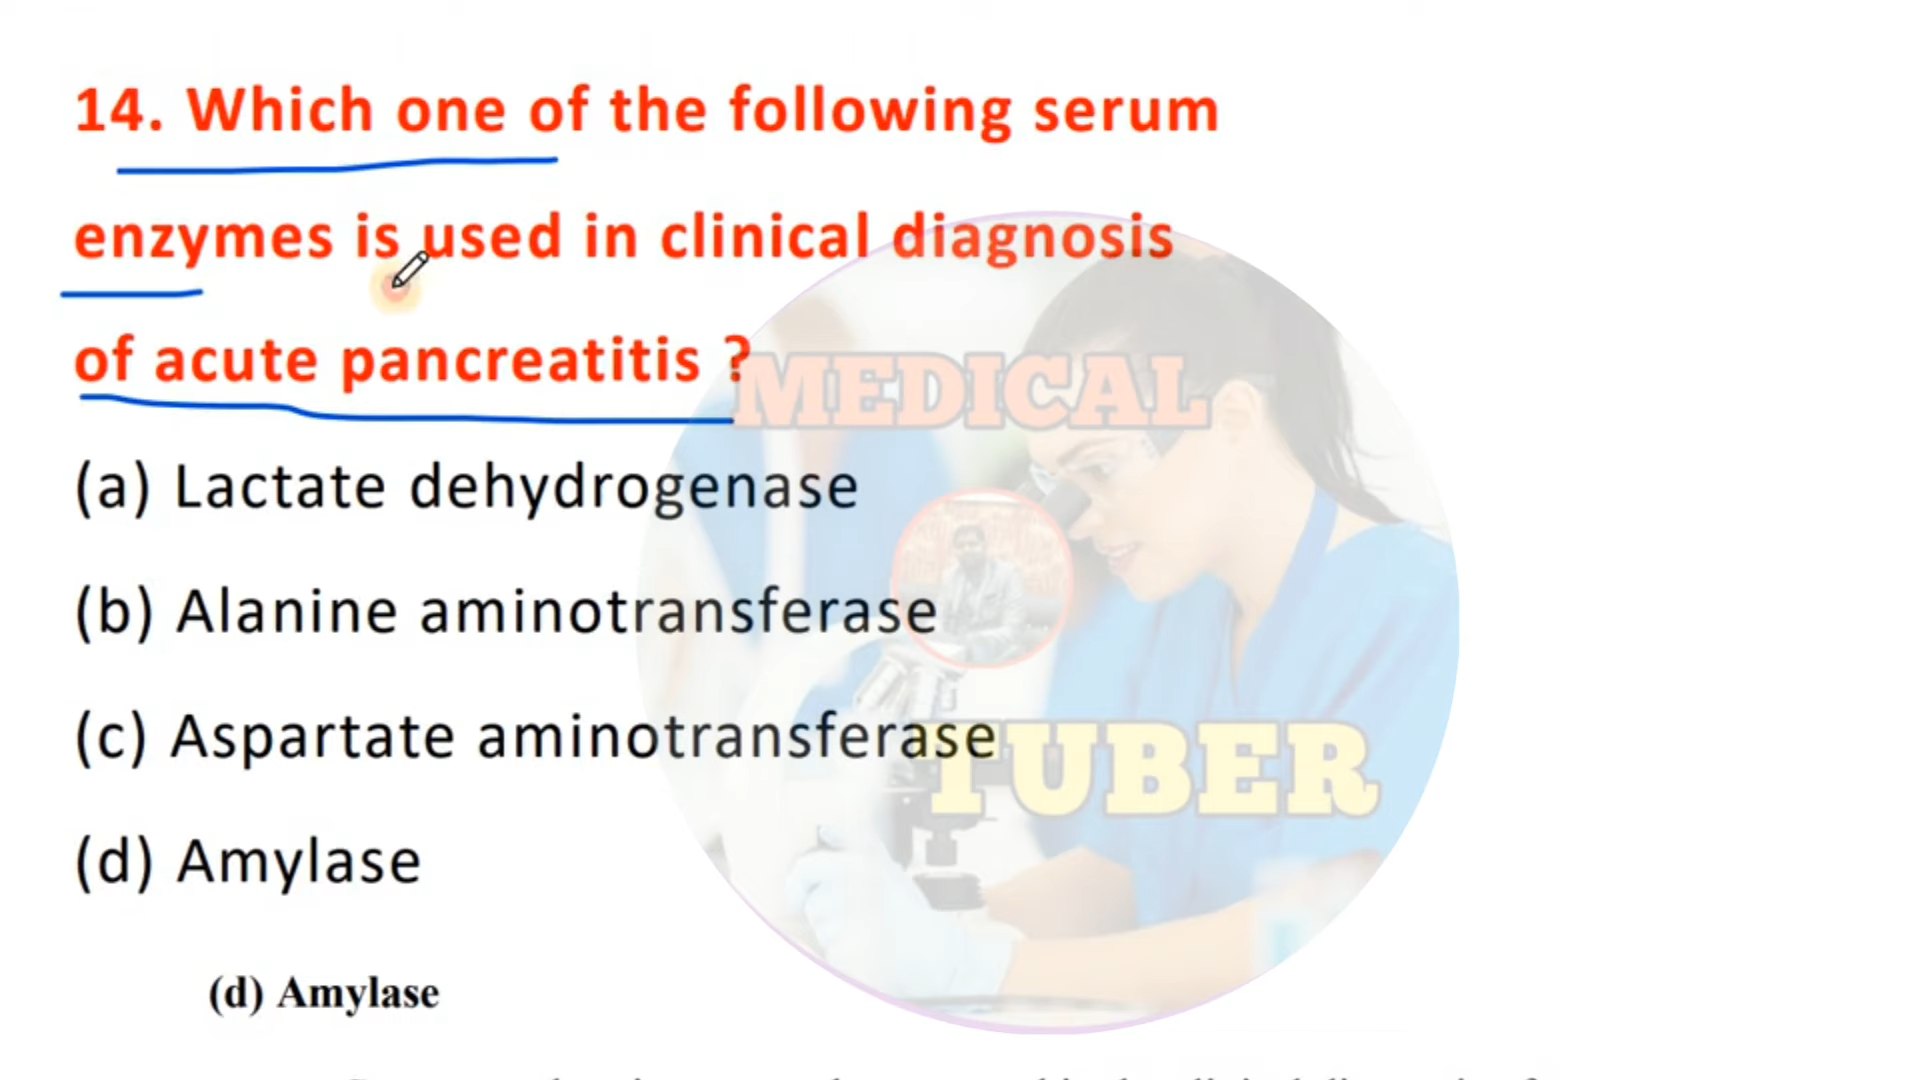 14. Which one of the following serum
enzymes is used in clinical diagnosis
of acute pancreatitis ?
MEDICAL
(a) Lactate dehydrogenase
(b) Alanine aminotransferase
(c) Aspartate aminotransferase
TUBER
(d) Amylase
(d) Amylase